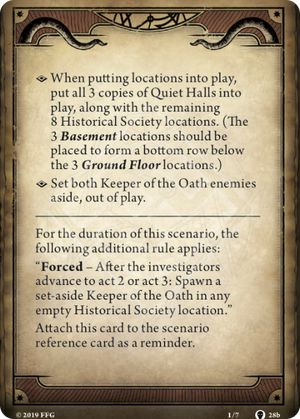 When putting locations into play,
put all 3 copies of Quiet Halls into
play, along with the remaining
8 Historical Society locations. (The
3 Basement locations should be
placed to form a bottom row below
the 3 Ground Floor locations.)
Set both Keeper of the Oath enemies
aside, out of play.
For the duration of this scenario, the
following additional rule applies:
“Forced – After the investigators
advance to act 2 or act 3: Spawn a
set-aside Keeper of the Oath in any
empty Historical Society location.”
Attach this card to the scenario
reference card as a reminder.
© 2019 FFG 1/7 28b